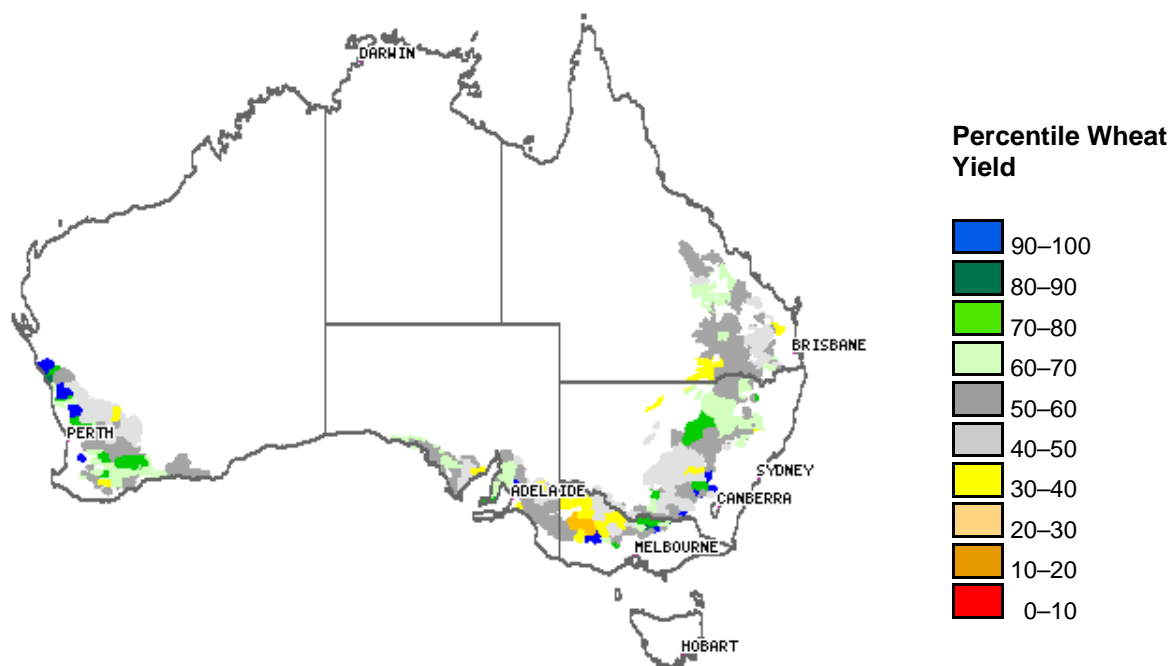 DARWIN
BRISBANE
PERTH
SYDNEY
ADELAIDE
CANBERRA
MELBOURNE
HOBART
Percentile Wheat
Yield
90–100
80–90
70–80
60–70
50–60
40–50
30–40
20–30
10–20
0–10